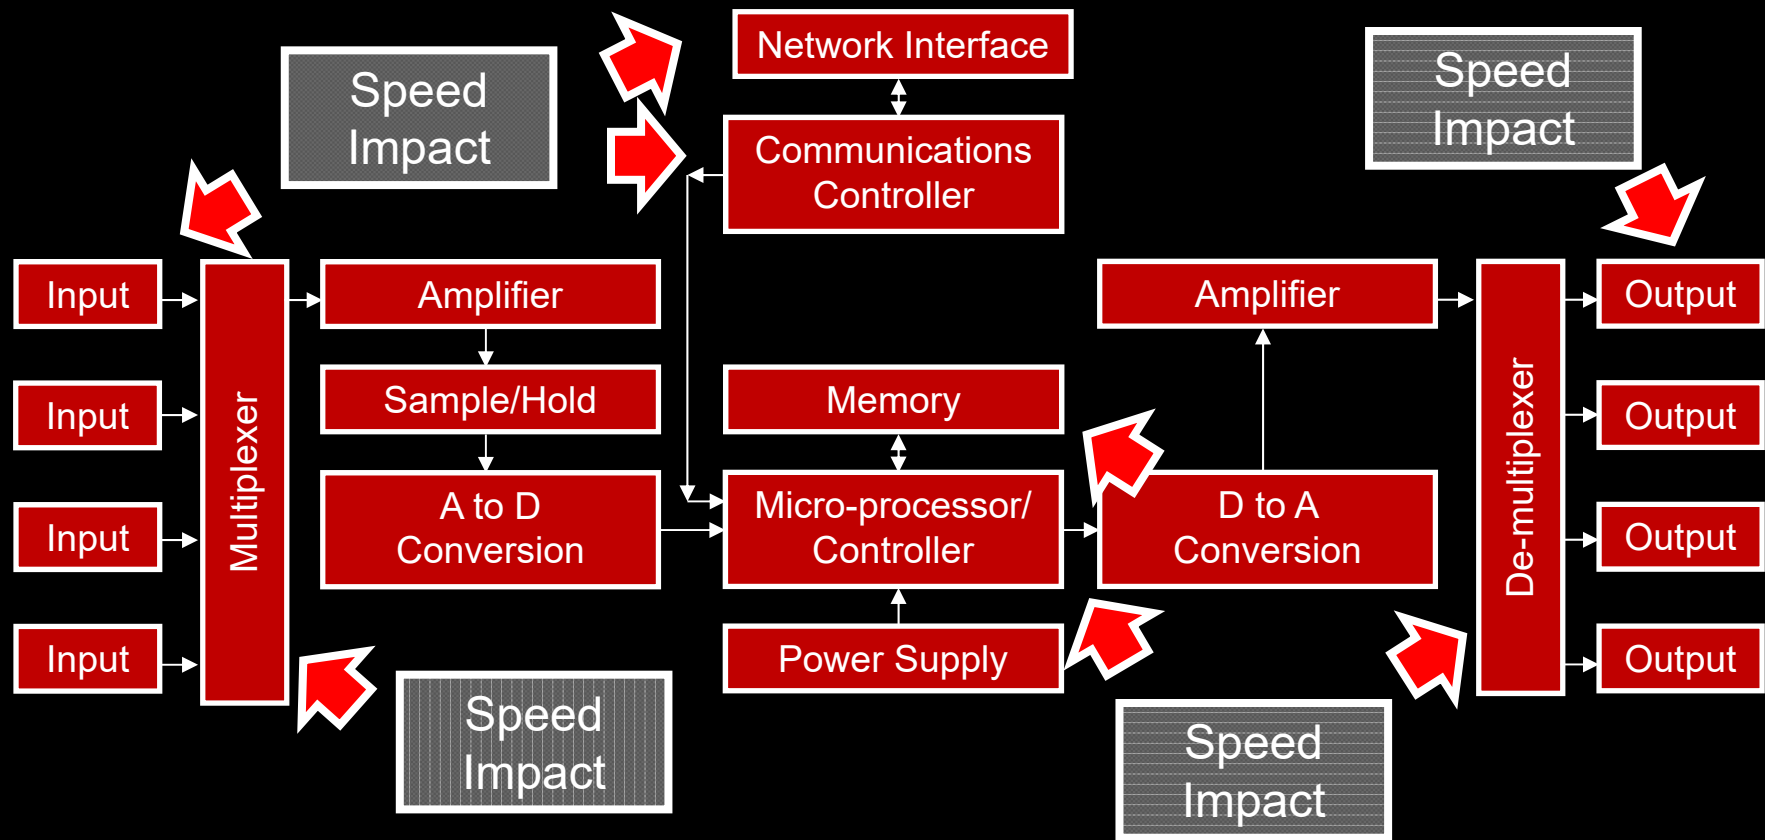 Network Interface
Speed
Impact
Speed
Impact
Communications
Controller
Input
Amplifier
Amplifier
Output
Input
Multiplexer
Sample/Hold
Memory
De-multiplexer
Output
Input
A to D
Conversion
Micro-processor/
Controller
D to A
Conversion
Output
Input
Power Supply
Output
Speed
Impact
Speed
Impact